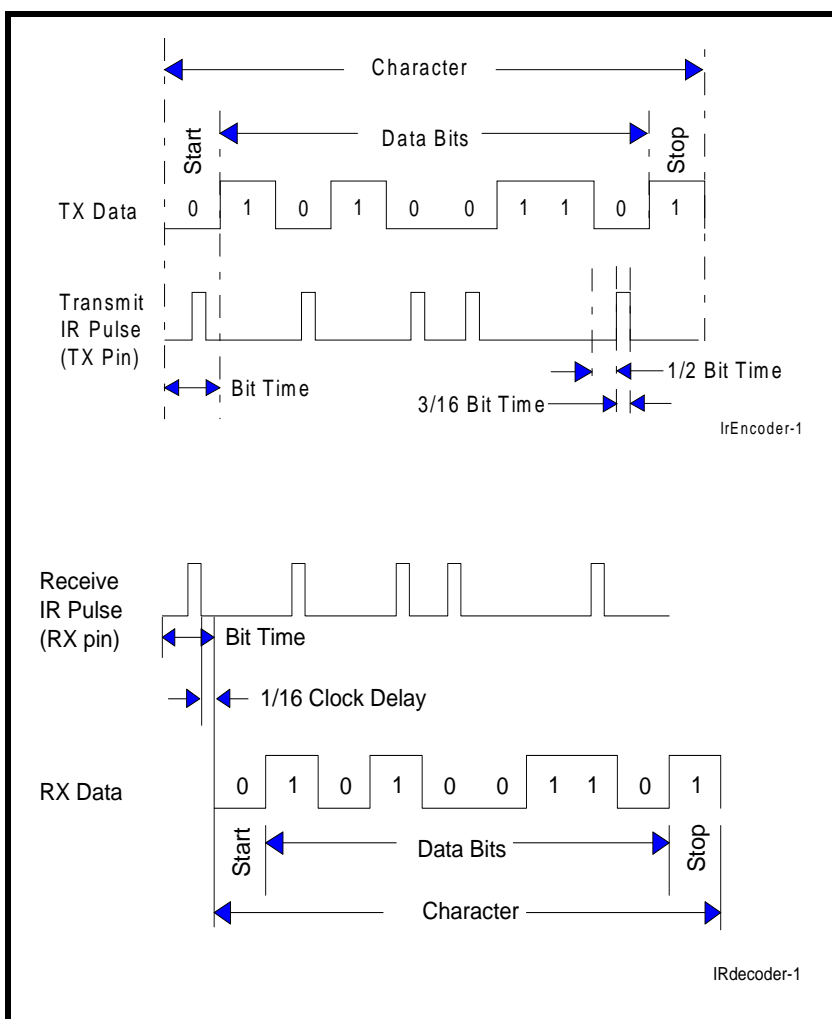 Character
Start
Data Bits
Stop
TX Data
0 1 0 1 0 0 1 1 0 1
Transmit
IR Pulse
(TX Pin)
Bit Time
1/2 Bit Time
3/16 Bit Time
IrEncoder-1
Receive
IR Pulse
(RX pin)
Bit Time
1/16 Clock Delay
RX Data
0 1 0 1 0 0 1 1 0 1
Start
Data Bits
Stop
Character
IRdecoder-1